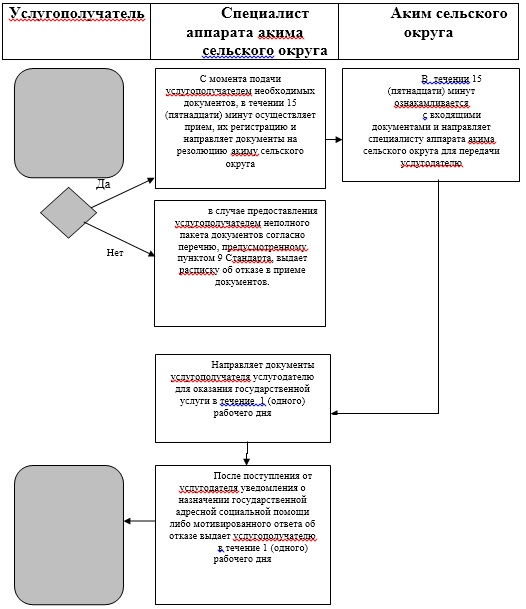 Услугополучатель
Специалист
аппарата акима
сельского округа
Аким сельского
округа
С момента подачи
услугополучателем необходимых
документов, в течении 15
(пятнадцати) минут осуществляет
прием, их регистрацию и
направляет документы на
резолюцию акиму сельского
округа
В течении 15
(пятнадцати) минут
ознакамливается
с входящими
документами и направляет
специалисту аппарата акима
сельского округа для передачи
услугодателю
Да
Нет
в случае предоставления
услугополучателем неполного
пакета документов согласно
перечню, предусмотренному
пунктом 9 Стандарта, выдает
расписку об отказе в приеме
документов.
Направляет документы
услугополучателя услугодателю
для оказания государственной
услуги в течение 1 (одного)
рабочего дня
После поступления от
услугодателя уведомления о
назначении государственной
адресной социальной помощи
либо мотивированного ответа об
отказе выдает услугополучателю
в течение 1 (одного)
рабочего дня